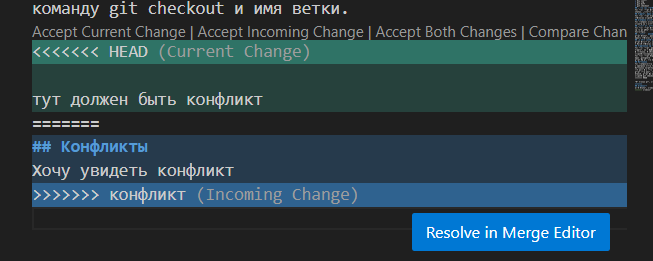 команду git checkout и имя ветки.
Accept Current Change | Accept Incoming Change | Accept Both Changes | Compare Chan
<<<<<<< HEAD (Current Change)
тут должен быть конфликт
=======
## Конфликты
Хочу увидеть конфликт
>>>>>>> конфликт (Incoming Change)
Resolve in Merge Editor